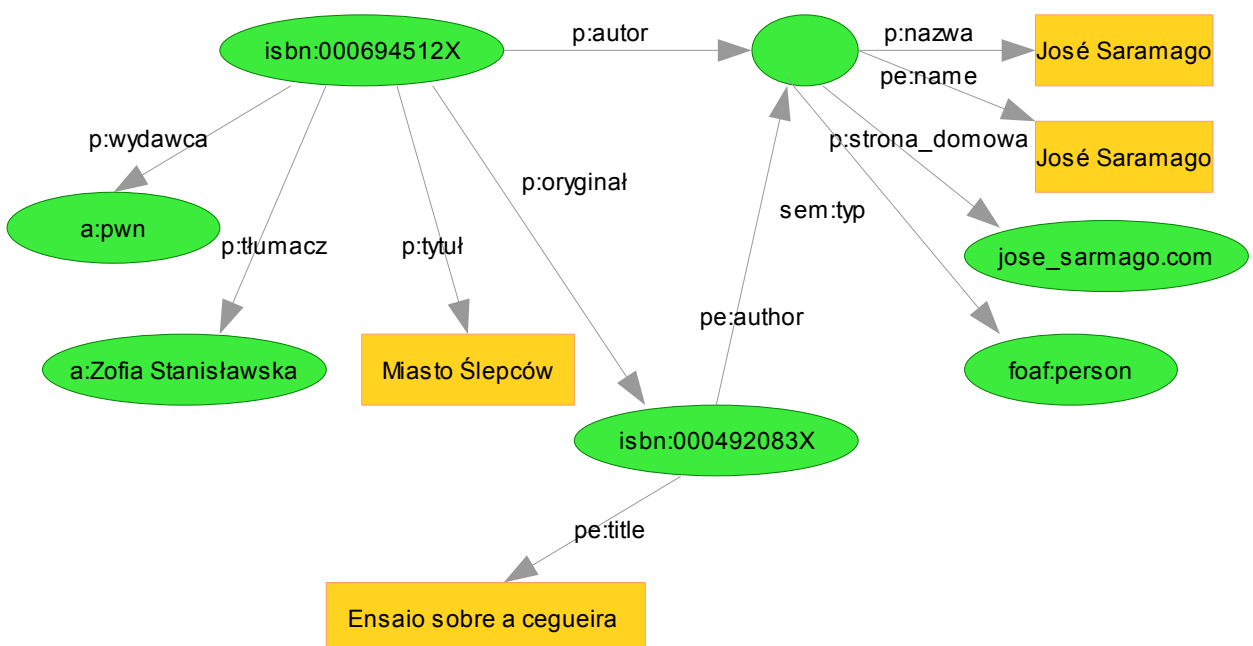 isbn:000694512X
p:autor
p:nazwa
José Saramago
pe:name
José Saramago
p:wydawca
p:strona_domowa
p:oryginał
a:pwn
sem:typ
p:tłumacz
p:tytuł
jose_sarmago.com
pe:author
a:Zofia Stanisławska
Miasto Ślepców
foaf:person
isbn:000492083X
pe:title
Ensaio sobre a cegueira